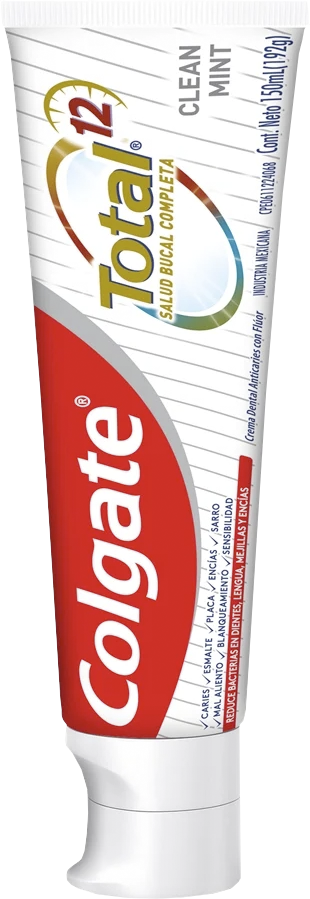 Colgate®
Total 12®
SALUD BUCAL COMPLETA
CLEAN
MINT
Cont. Neto 150mL(192g)
CPE0611224068
INDUSTRIA MEXICANA
Crema Dental Anticaries con Flúor
✓CARIES ✓ESMALTE ✓PLACA ✓ENCÍAS ✓SARRO
✓MAL ALIENTO ✓BLANQUEAMIENTO ✓SENSIBILIDAD
REDUCE BACTERIAS EN DIENTES, LENGUA, MEJILLAS Y ENCÍAS